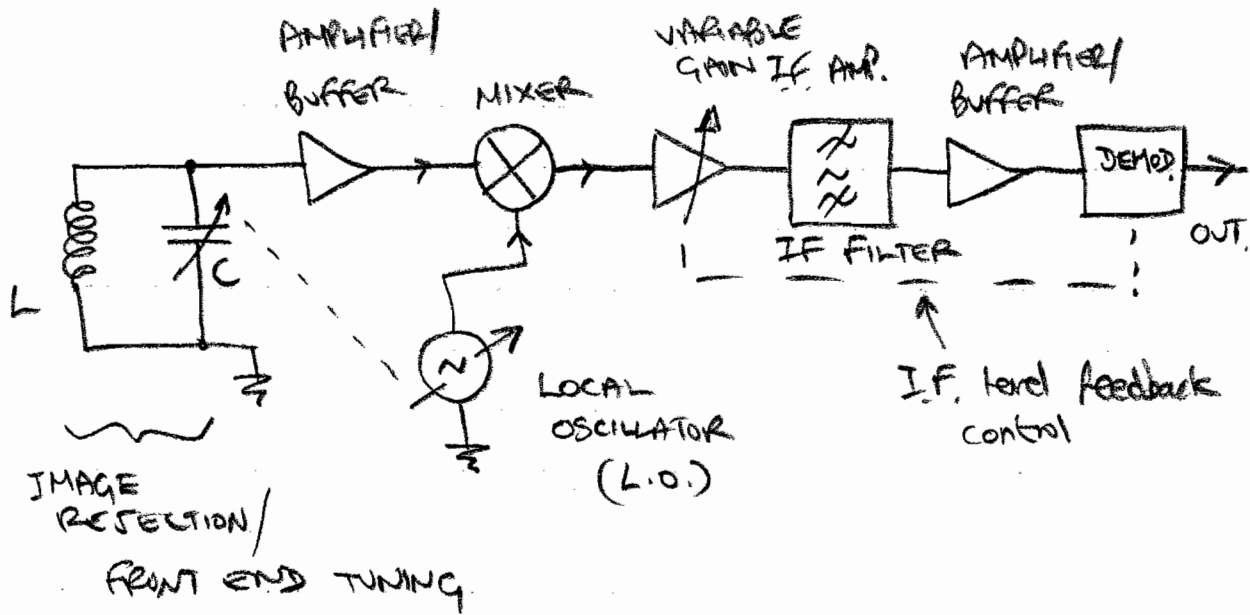 AMPLIFIER/
BUFFER
MIXER
VARIABLE
GAIN I.F. AMP.
AMPLIFIER/
BUFFER
DEMOD.
OUT.
IF FILTER
L
C
~
LOCAL
OSCILLATOR
(L.O.)
I.F. level feedback
control
IMAGE
REJECTION/
FRONT END TUNING